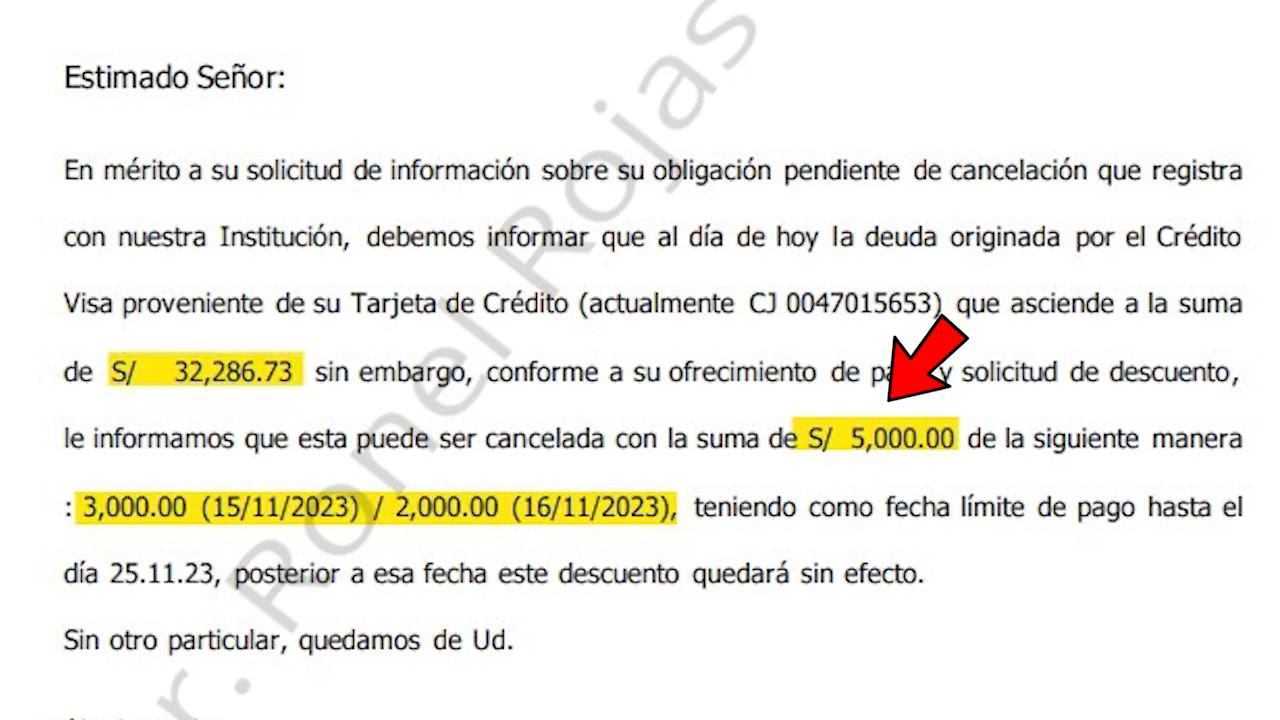 Estimado Señor:
En mérito a su solicitud de información sobre su obligación pendiente de cancelación que registra
con nuestra Institución, debemos informar que al día de hoy la deuda originada por el Crédito
Visa proveniente de su Tarjeta de Crédito (actualmente CJ 0047015653) que asciende a la suma
de S/ 32,286.73 sin embargo, conforme a su ofrecimiento de y solicitud de descuento,
le informamos que esta puede ser cancelada con la suma de S/ 5,000.00 de la siguiente manera
: 3,000.00 (15/11/2023) / 2,000.00 (16/11/2023), teniendo como fecha límite de pago hasta el
día 25.11.23, posterior a esa fecha este descuento quedará sin efecto.
Sin otro particular, quedamos de Ud.
r. Ronel Rojas